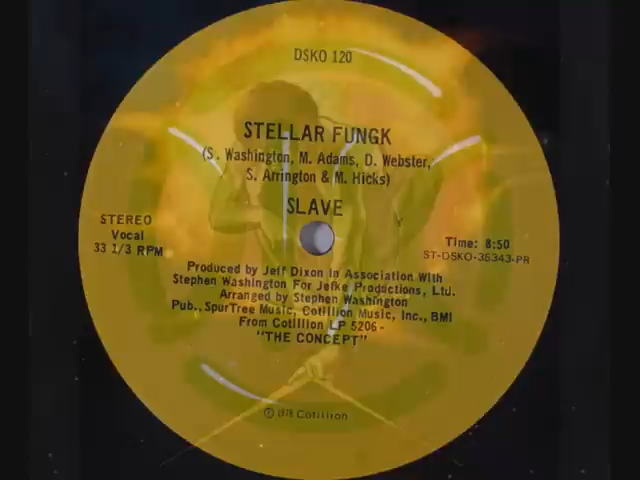 DSKO 120
STELLAR FUNGK
(S. Washington, M. Adams, D. Webster,
S. Arrington & M. Hicks)
SLAVE
STEREO
Vocal
33 1/3 RPM
Time: 8:50
ST-DSKO-35343-PR
Produced by Jeff Dixon in Association With
Stephen Washington For Jefke Productions, Ltd.
Arranged by Stephen Washington
Pub., SpurTree Music, Cotillion Music, Inc., BMI
From Cotillion LP 5206 -
"THE CONCEPT"
Cotillion